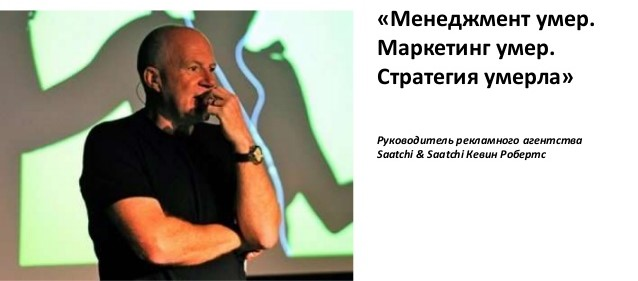 «Менеджмент умер.
Маркетинг умер.
Стратегия умерла»
Руководитель рекламного агентства
Saatchi & Saatchi Кевин Робертс